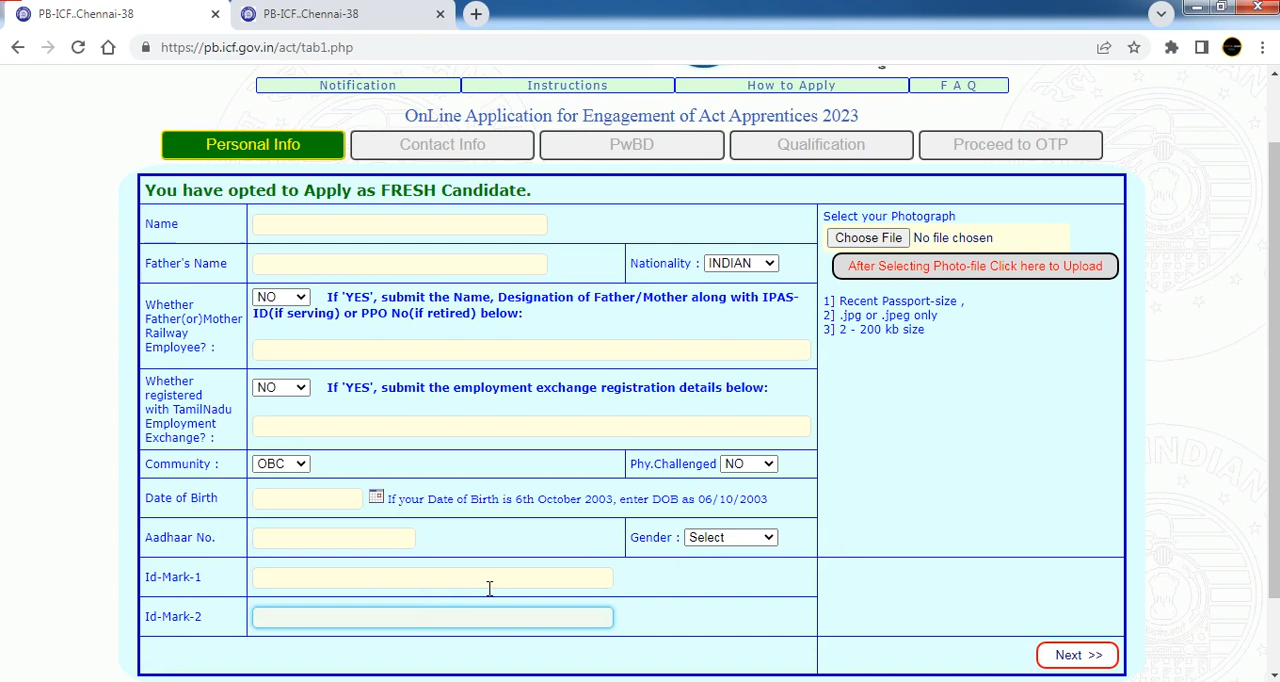 PB-ICF..Chennai-38
PB-ICF..Chennai-38
https://pb.icf.gov.in/act/tab1.php
Notification
Instructions
How to Apply
F A Q
OnLine Application for Engagement of Act Apprentices 2023
Personal Info
Contact Info
PwBD
Qualification
Proceed to OTP
You have opted to Apply as FRESH Candidate.
Name
Select your Photograph
Choose File No file chosen
Father's Name
Nationality : INDIAN
After Selecting Photo-file Click here to Upload
1] Recent Passport-size ,
2] .jpg or .jpeg only
3] 2 - 200 kb size
Whether
Father(or)Mother
Railway
Employee? :
NO If 'YES', submit the Name, Designation of Father/Mother along with IPAS-
ID(if serving) or PPO No(if retired) below:
Whether
registered
with TamilNadu
Employment
Exchange? :
NO If 'YES', submit the employment exchange registration details below:
Community : OBC
Phy.Challenged NO
Date of Birth
If your Date of Birth is 6th October 2003, enter DOB as 06/10/2003
Aadhaar No.
Gender : Select
Id-Mark-1
Id-Mark-2
Next >>